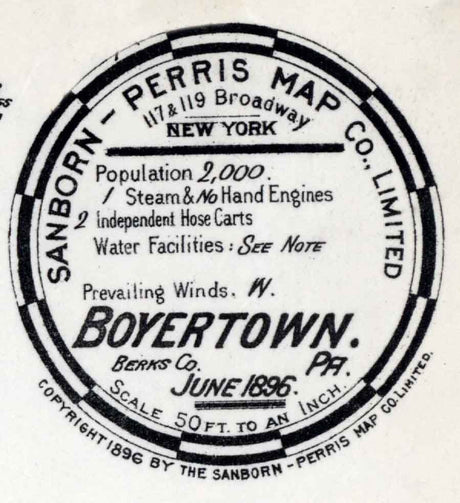 SANBORN - PERRIS MAP CO., LIMITED
117 & 119 Broadway
NEW YORK
Population 2,000.
1 Steam & No Hand Engines
2 Independent Hose Carts
Water Facilities : SEE NOTE
Prevailing Winds. W.
BOYERTOWN.
BERKS CO. PA.
JUNE 1896.
SCALE 50 FT. TO AN INCH.
COPYRIGHT 1896 BY THE SANBORN - PERRIS MAP CO. LIMITED.